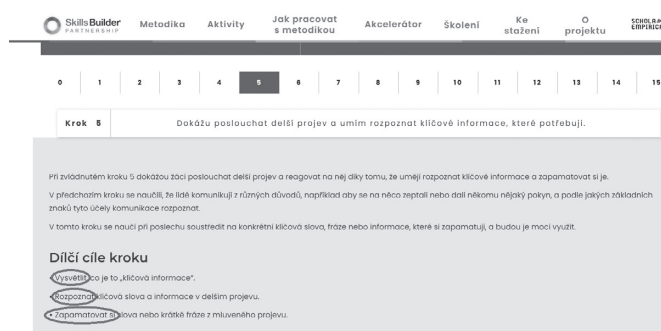 Skills Builder
PARTNERSHIP
Metodika
Aktivity
Jak pracovat
s metodikou
Akcelerátor
Školení
Ke
stažení
O
projektu
SCHOLA
EMPIRICA
0 1 2 3 4 5 6 7 8 9 10 11 12 13 14 15
Krok 5
Dokážu poslouchat delší projev a umím rozpoznat klíčové informace, které potřebuji.
Při zvládnutém kroku 5 dokážou žáci poslouchat delší projev a reagovat na něj díky tomu, že umějí rozpoznat klíčové informace a zapamatovat si je.
V předchozím kroku se naučili, že lidé komunikují z různých důvodů, například aby se na něco zeptali nebo dali někomu nějaký pokyn, a podle jakých základních
znaků tyto účely komunikace rozpoznat.
V tomto kroku se naučí při poslechu soustředit na konkrétní klíčová slova, fráze nebo informace, které si zapamatují, a budou je moci využít.
Dílčí cíle kroku
• Vysvětlit, co je to „klíčová informace".
• Rozpoznat klíčová slova a informace v delším projevu.
• Zapamatovat si slova nebo krátké fráze z mluveného projevu.